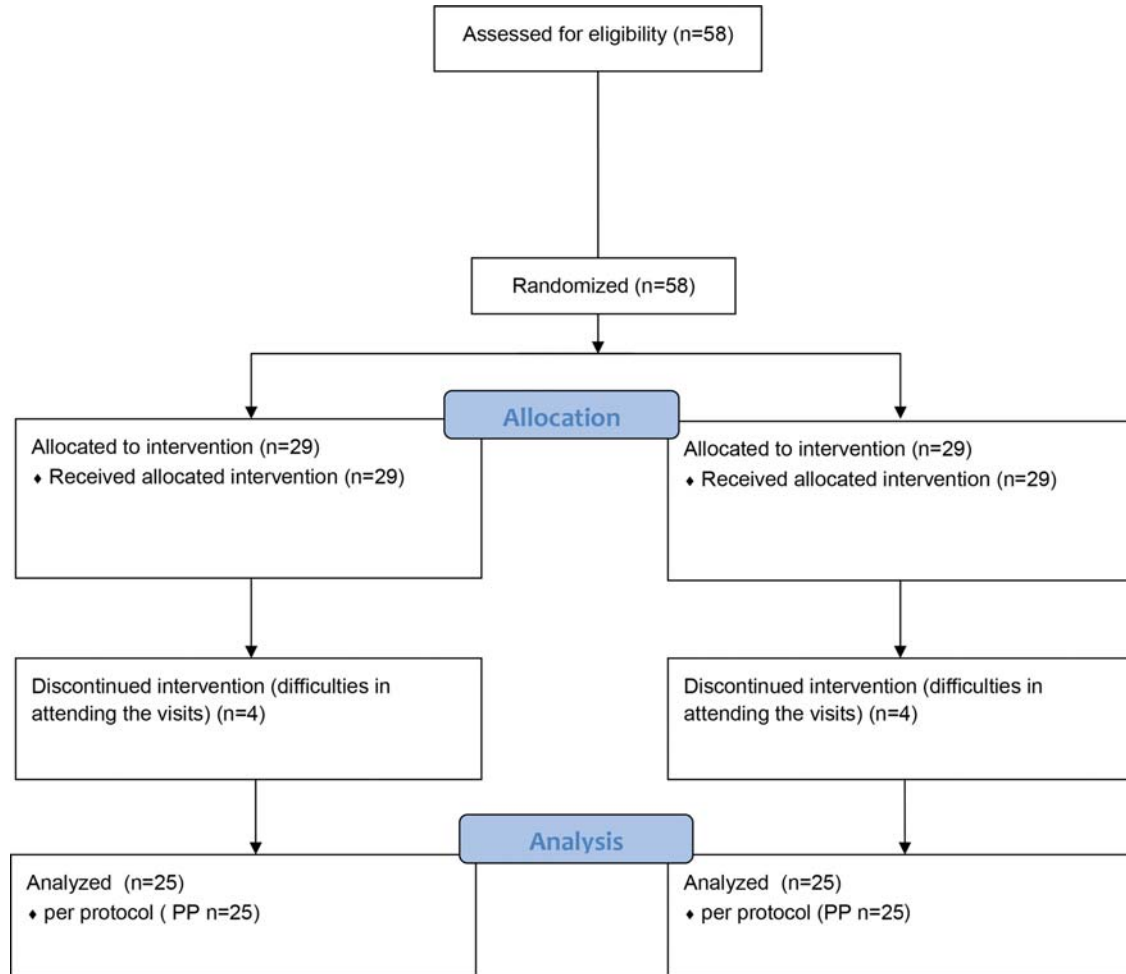 Assessed for eligibility (n=58)
Randomized (n=58)
Allocation
Allocated to intervention (n=29)
♦ Received allocated intervention (n=29)
Allocated to intervention (n=29)
♦ Received allocated intervention (n=29)
Discontinued intervention (difficulties in
attending the visits) (n=4)
Discontinued intervention (difficulties in
attending the visits) (n=4)
Analysis
Analyzed (n=25)
♦ per protocol ( PP n=25)
Analyzed (n=25)
♦ per protocol (PP n=25)